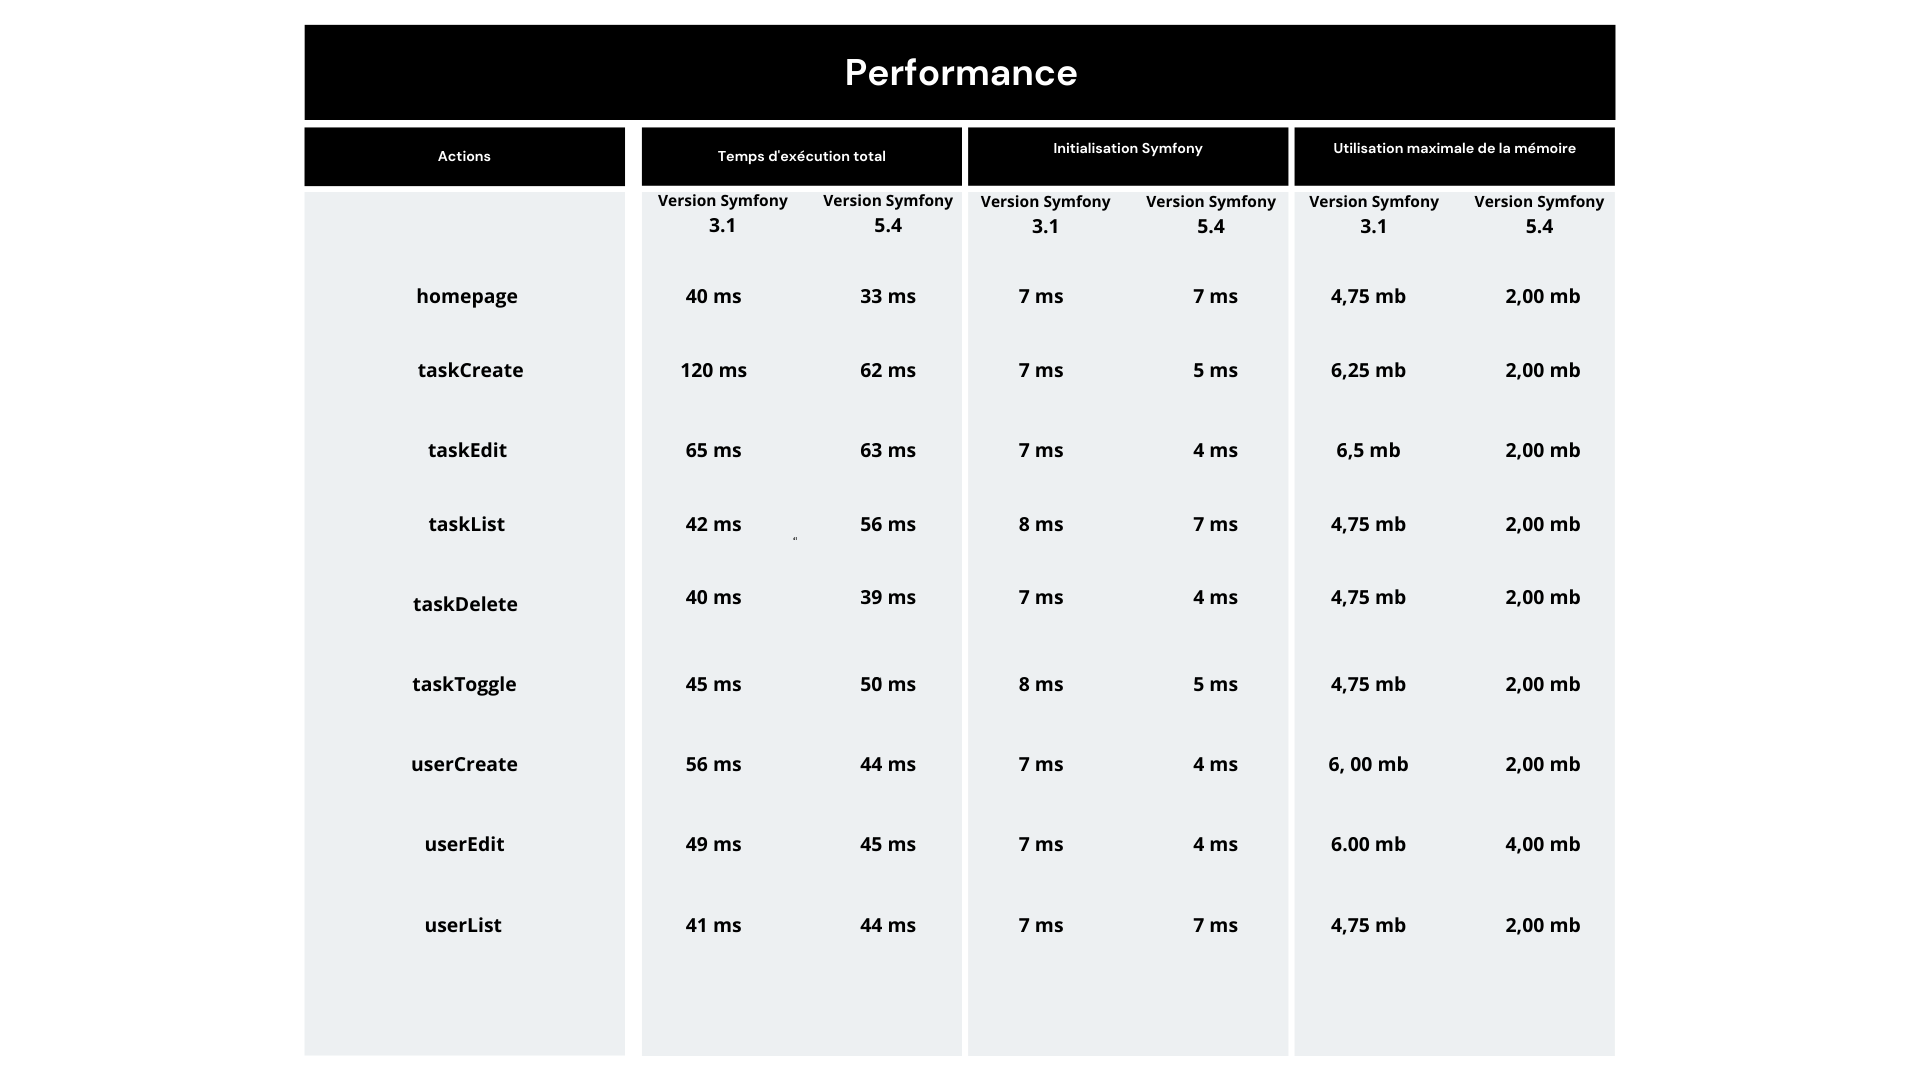 Performance
Actions Temps d'exécution total Initialisation Symfony Utilisation maximale de la mémoire
Version Symfony Version Symfony Version Symfony Version Symfony Version Symfony Version Symfony
3.1 5.4 3.1 5.4 3.1 5.4
homepage 40 ms 33 ms 7 ms 7 ms 4,75 mb 2,00 mb
taskCreate 120 ms 62 ms 7 ms 5 ms 6,25 mb 2,00 mb
taskEdit 65 ms 63 ms 7 ms 4 ms 6,5 mb 2,00 mb
taskList 42 ms 56 ms 8 ms 7 ms 4,75 mb 2,00 mb
taskDelete 40 ms 39 ms 7 ms 4 ms 4,75 mb 2,00 mb
taskToggle 45 ms 50 ms 8 ms 5 ms 4,75 mb 2,00 mb
userCreate 56 ms 44 ms 7 ms 4 ms 6, 00 mb 2,00 mb
userEdit 49 ms 45 ms 7 ms 4 ms 6.00 mb 4,00 mb
userList 41 ms 44 ms 7 ms 7 ms 4,75 mb 2,00 mb